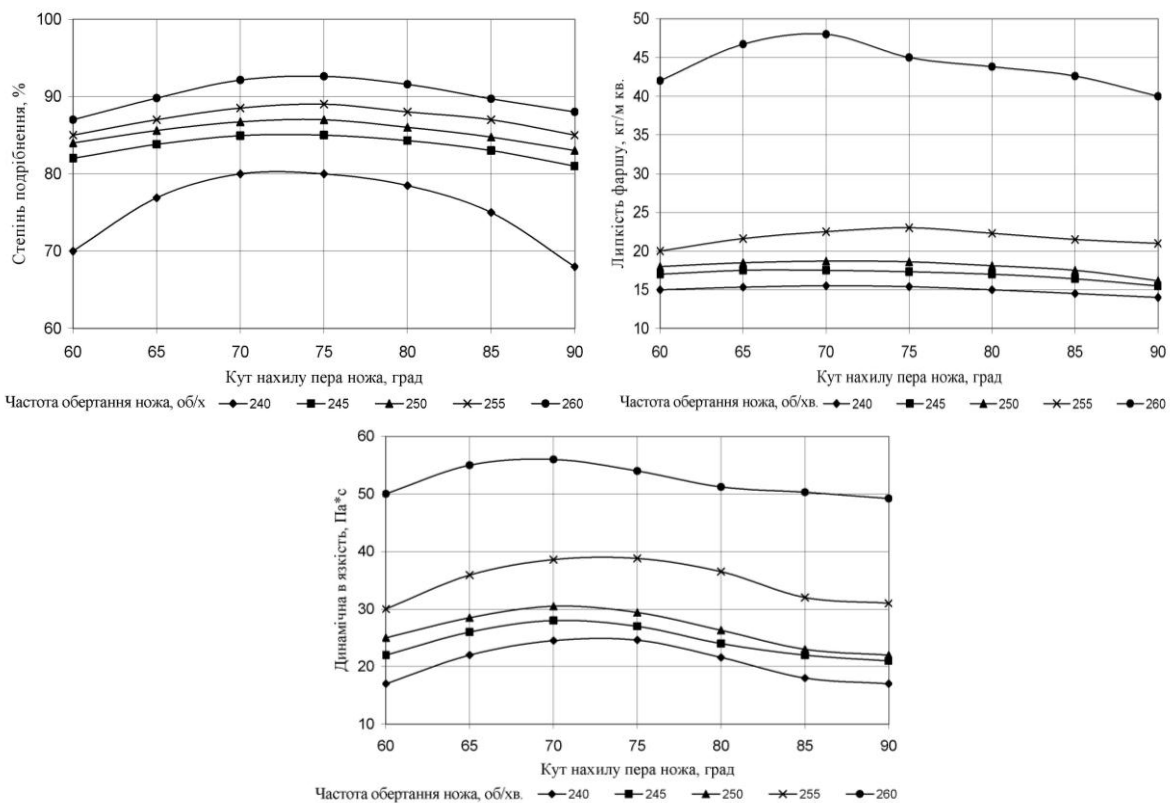 Степінь подрібнення, %
100
90
80
70
60
60 65 70 75 80 85 90
Кут нахилу пера ножа, град
Частота обертання ножа, об/х 240 245 250 255 260
Липкість фаршу, кг/м кв.
50
45
40
35
30
25
20
15
10
60 65 70 75 80 85 90
Кут нахилу пера ножа, град
Частота обертання ножа, об/хв. 240 245 250 255 260
Динамічна в язкість, Па*с
60
50
40
30
20
10
60 65 70 75 80 85 90
Кут нахилу пера ножа, град
Частота обертання ножа, об/хв. 240 245 250 255 260